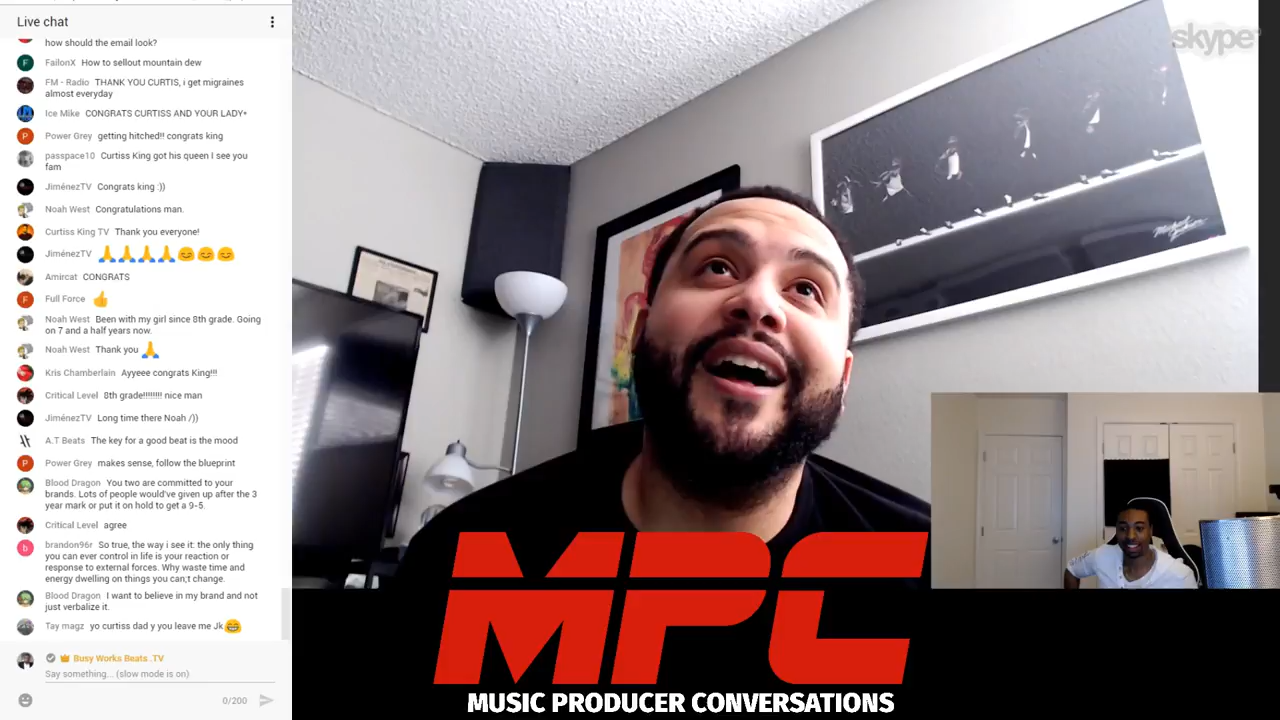 Live chat
how should the email look?
FailonX How to sellout mountain dew
FM - Radio THANK YOU CURTIS, i get migraines
almost everyday
Ice Mike CONGRATS CURTISS AND YOUR LADY*
Power Grey getting hitched!! congrats king
passpace10 Curtiss King got his queen I see you
fam
JiménezTV Congrats king :))
Noah West Congratulations man.
Curtiss King TV Thank you everyone!
JiménezTV 🙏🙏🙏🙏😊😊😊
Amircat CONGRATS
Full Force 👍
Noah West Been with my girl since 8th grade. Going
on 7 and a half years now.
Noah West Thank you 🙏
Kris Chamberlain Ayyeee congrats King!!!
Critical Level 8th grade!!!!!!!! nice man
JiménezTV Long time there Noah /))
A.T Beats The key for a good beat is the mood
Power Grey makes sense, follow the blueprint
Blood Dragon You two are committed to your
brands. Lots of people would've given up after the 3
year mark or put it on hold to get a 9-5.
Critical Level agree
brandon96r So true, the way i see it: the only thing
you can ever control in life is your reaction or
response to external forces. Why waste time and
energy dwelling on things you can;t change.
Blood Dragon I want to believe in my brand and not
just verbalize it.
Tay magz yo curtiss dad y you leave me Jk😂
Busy Works Beats .TV
Say something... (slow mode is on)
0/200
skype
MPC
MUSIC PRODUCER CONVERSATIONS